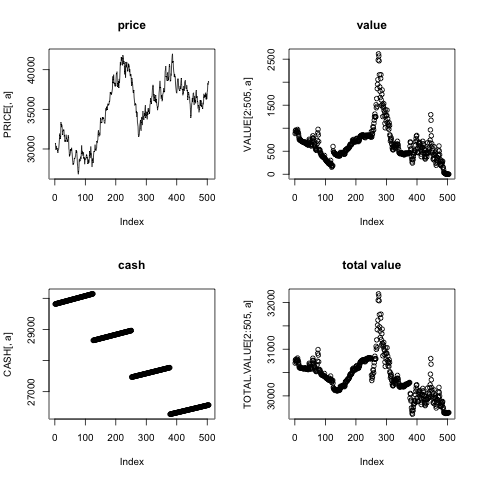 price
PRICE[, a]
40000
35000
30000
0 100 200 300 400 500
Index
value
VALUE[2:505, a]
2500
1500
500
0
0 100 200 300 400 500
Index
cash
CASH[, a]
29000
27000
0 100 200 300 400 500
Index
total value
TOTAL.VALUE[2:505, a]
32000
31000
30000
0 100 200 300 400 500
Index